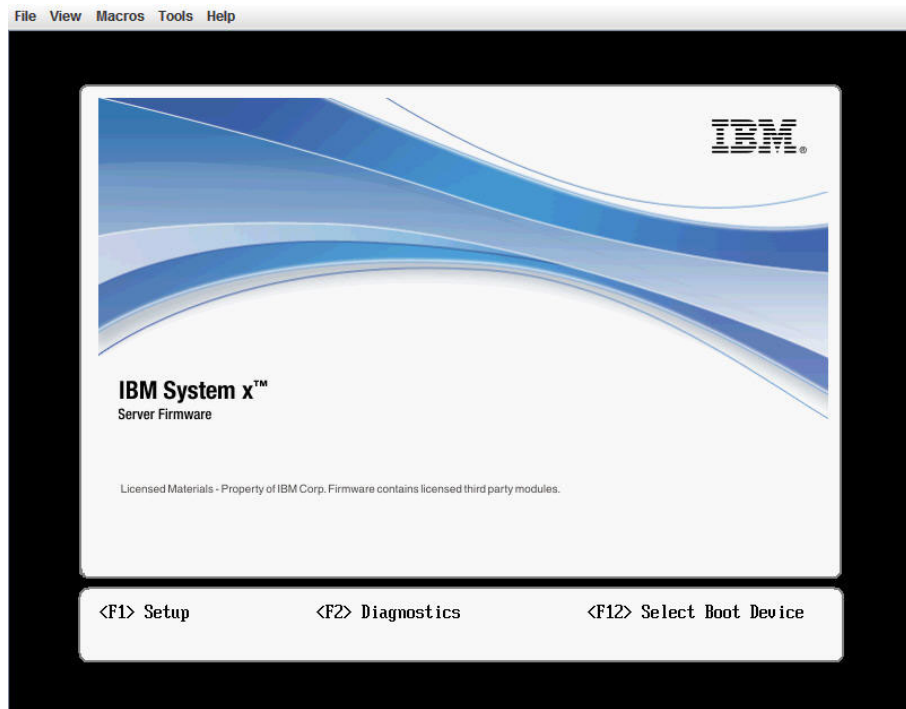 File View Macros Tools Help
IBM®
IBM System x™
Server Firmware
Licensed Materials - Property of IBM Corp. Firmware contains licensed third party modules.
<F1> Setup <F2> Diagnostics <F12> Select Boot Device